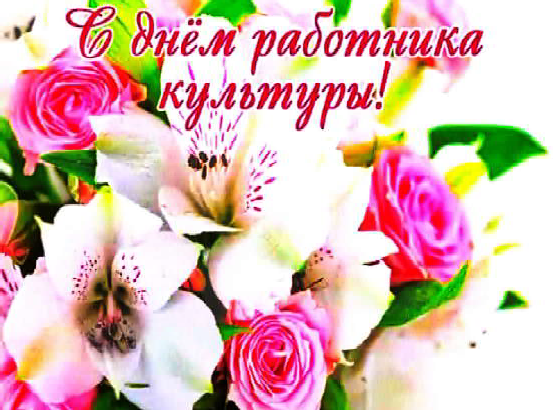 С днём работника
культуры!